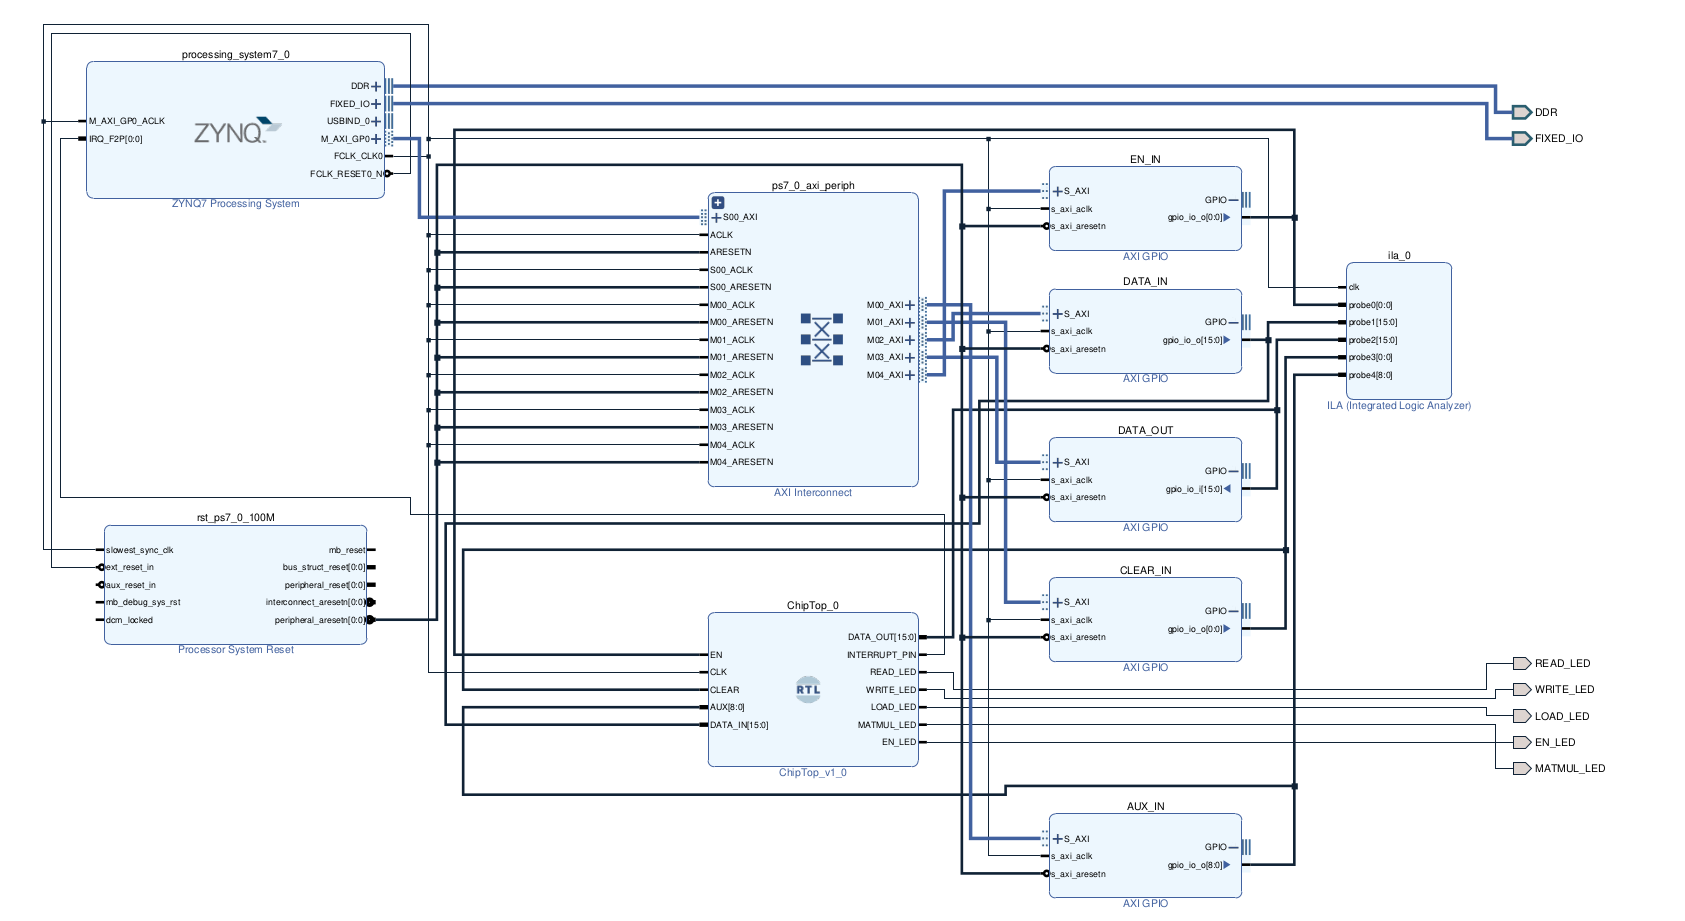 processing_system7_0
DDR
FIXED_IO
USBIND_0
M_AXI_GP0_ACLK
M_AXI_GP0
IRQ_F2P[0:0]
FCLK_CLK0
FCLK_RESET0_N
ZYNQ
ZYNQ7 Processing System
DDR
FIXED_IO
ps7_0_axi_periph
S00_AXI
ACLK
ARESETN
S00_ACLK
S00_ARESETN
M00_ACLK
M00_ARESETN
M01_ACLK
M01_ARESETN
M02_ACLK
M02_ARESETN
M03_ACLK
M03_ARESETN
M04_ACLK
M04_ARESETN
M00_AXI
M01_AXI
M02_AXI
M03_AXI
M04_AXI
AXI Interconnect
EN_IN
S_AXI
s_axi_aclk
s_axi_aresetn
GPIO
gpio_io_o[0:0]
AXI GPIO
DATA_IN
S_AXI
s_axi_aclk
s_axi_aresetn
GPIO
gpio_io_o[15:0]
AXI GPIO
ila_0
clk
probe0[0:0]
probe1[15:0]
probe2[15:0]
probe3[0:0]
probe4[8:0]
ILA (Integrated Logic Analyzer)
DATA_OUT
S_AXI
s_axi_aclk
s_axi_aresetn
GPIO
gpio_io_i[15:0]
AXI GPIO
rst_ps7_0_100M
slowest_sync_clk
ext_reset_in
aux_reset_in
mb_debug_sys_rst
dcm_locked
mb_reset
bus_struct_reset[0:0]
peripheral_reset[0:0]
interconnect_aresetn[0:0]
peripheral_aresetn[0:0]
Processor System Reset
CLEAR_IN
S_AXI
s_axi_aclk
s_axi_aresetn
GPIO
gpio_io_o[0:0]
AXI GPIO
ChipTop_0
EN
CLK
CLEAR
AUX[8:0]
DATA_IN[15:0]
RTL
DATA_OUT[15:0]
INTERRUPT_PIN
READ_LED
WRITE_LED
LOAD_LED
MATMUL_LED
EN_LED
ChipTop_v1_0
READ_LED
WRITE_LED
LOAD_LED
EN_LED
MATMUL_LED
AUX_IN
S_AXI
s_axi_aclk
s_axi_aresetn
GPIO
gpio_io_o[8:0]
AXI GPIO